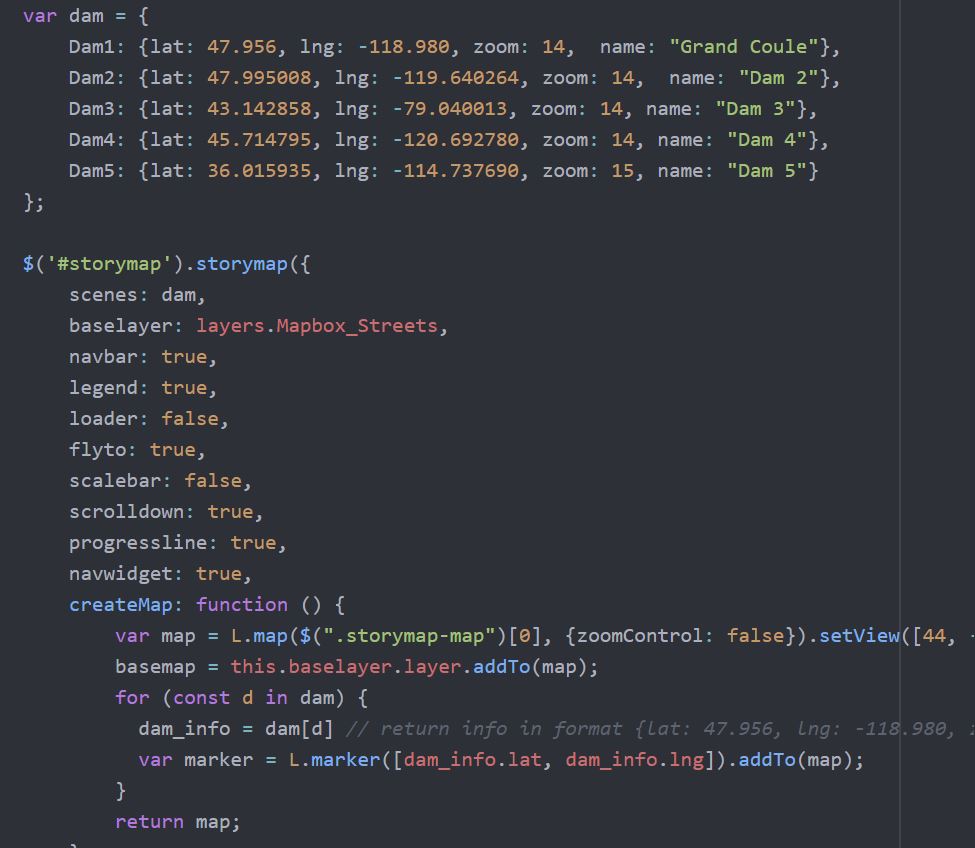 var dam = {
    Dam1: {lat: 47.956, lng: -118.980, zoom: 14,  name: "Grand Coule"},
    Dam2: {lat: 47.995008, lng: -119.640264, zoom: 14,  name: "Dam 2"},
    Dam3: {lat: 43.142858, lng: -79.040013, zoom: 14, name: "Dam 3"},
    Dam4: {lat: 45.714795, lng: -120.692780, zoom: 14, name: "Dam 4"},
    Dam5: {lat: 36.015935, lng: -114.737690, zoom: 15, name: "Dam 5"}
};

$('#storymap').storymap({
    scenes: dam,
    baselayer: layers.Mapbox_Streets,
    navbar: true,
    legend: true,
    loader: false,
    flyto: true,
    scalebar: false,
    scrolldown: true,
    progressline: true,
    navwidget: true,
    createMap: function () {
        var map = L.map($(".storymap-map")[0], {zoomControl: false}).setView([44, -
        basemap = this.baselayer.layer.addTo(map);
        for (const d in dam) {
          dam_info = dam[d] // return info in format {lat: 47.956, lng: -118.980,
          var marker = L.marker([dam_info.lat, dam_info.lng]).addTo(map);
        }
        return map;